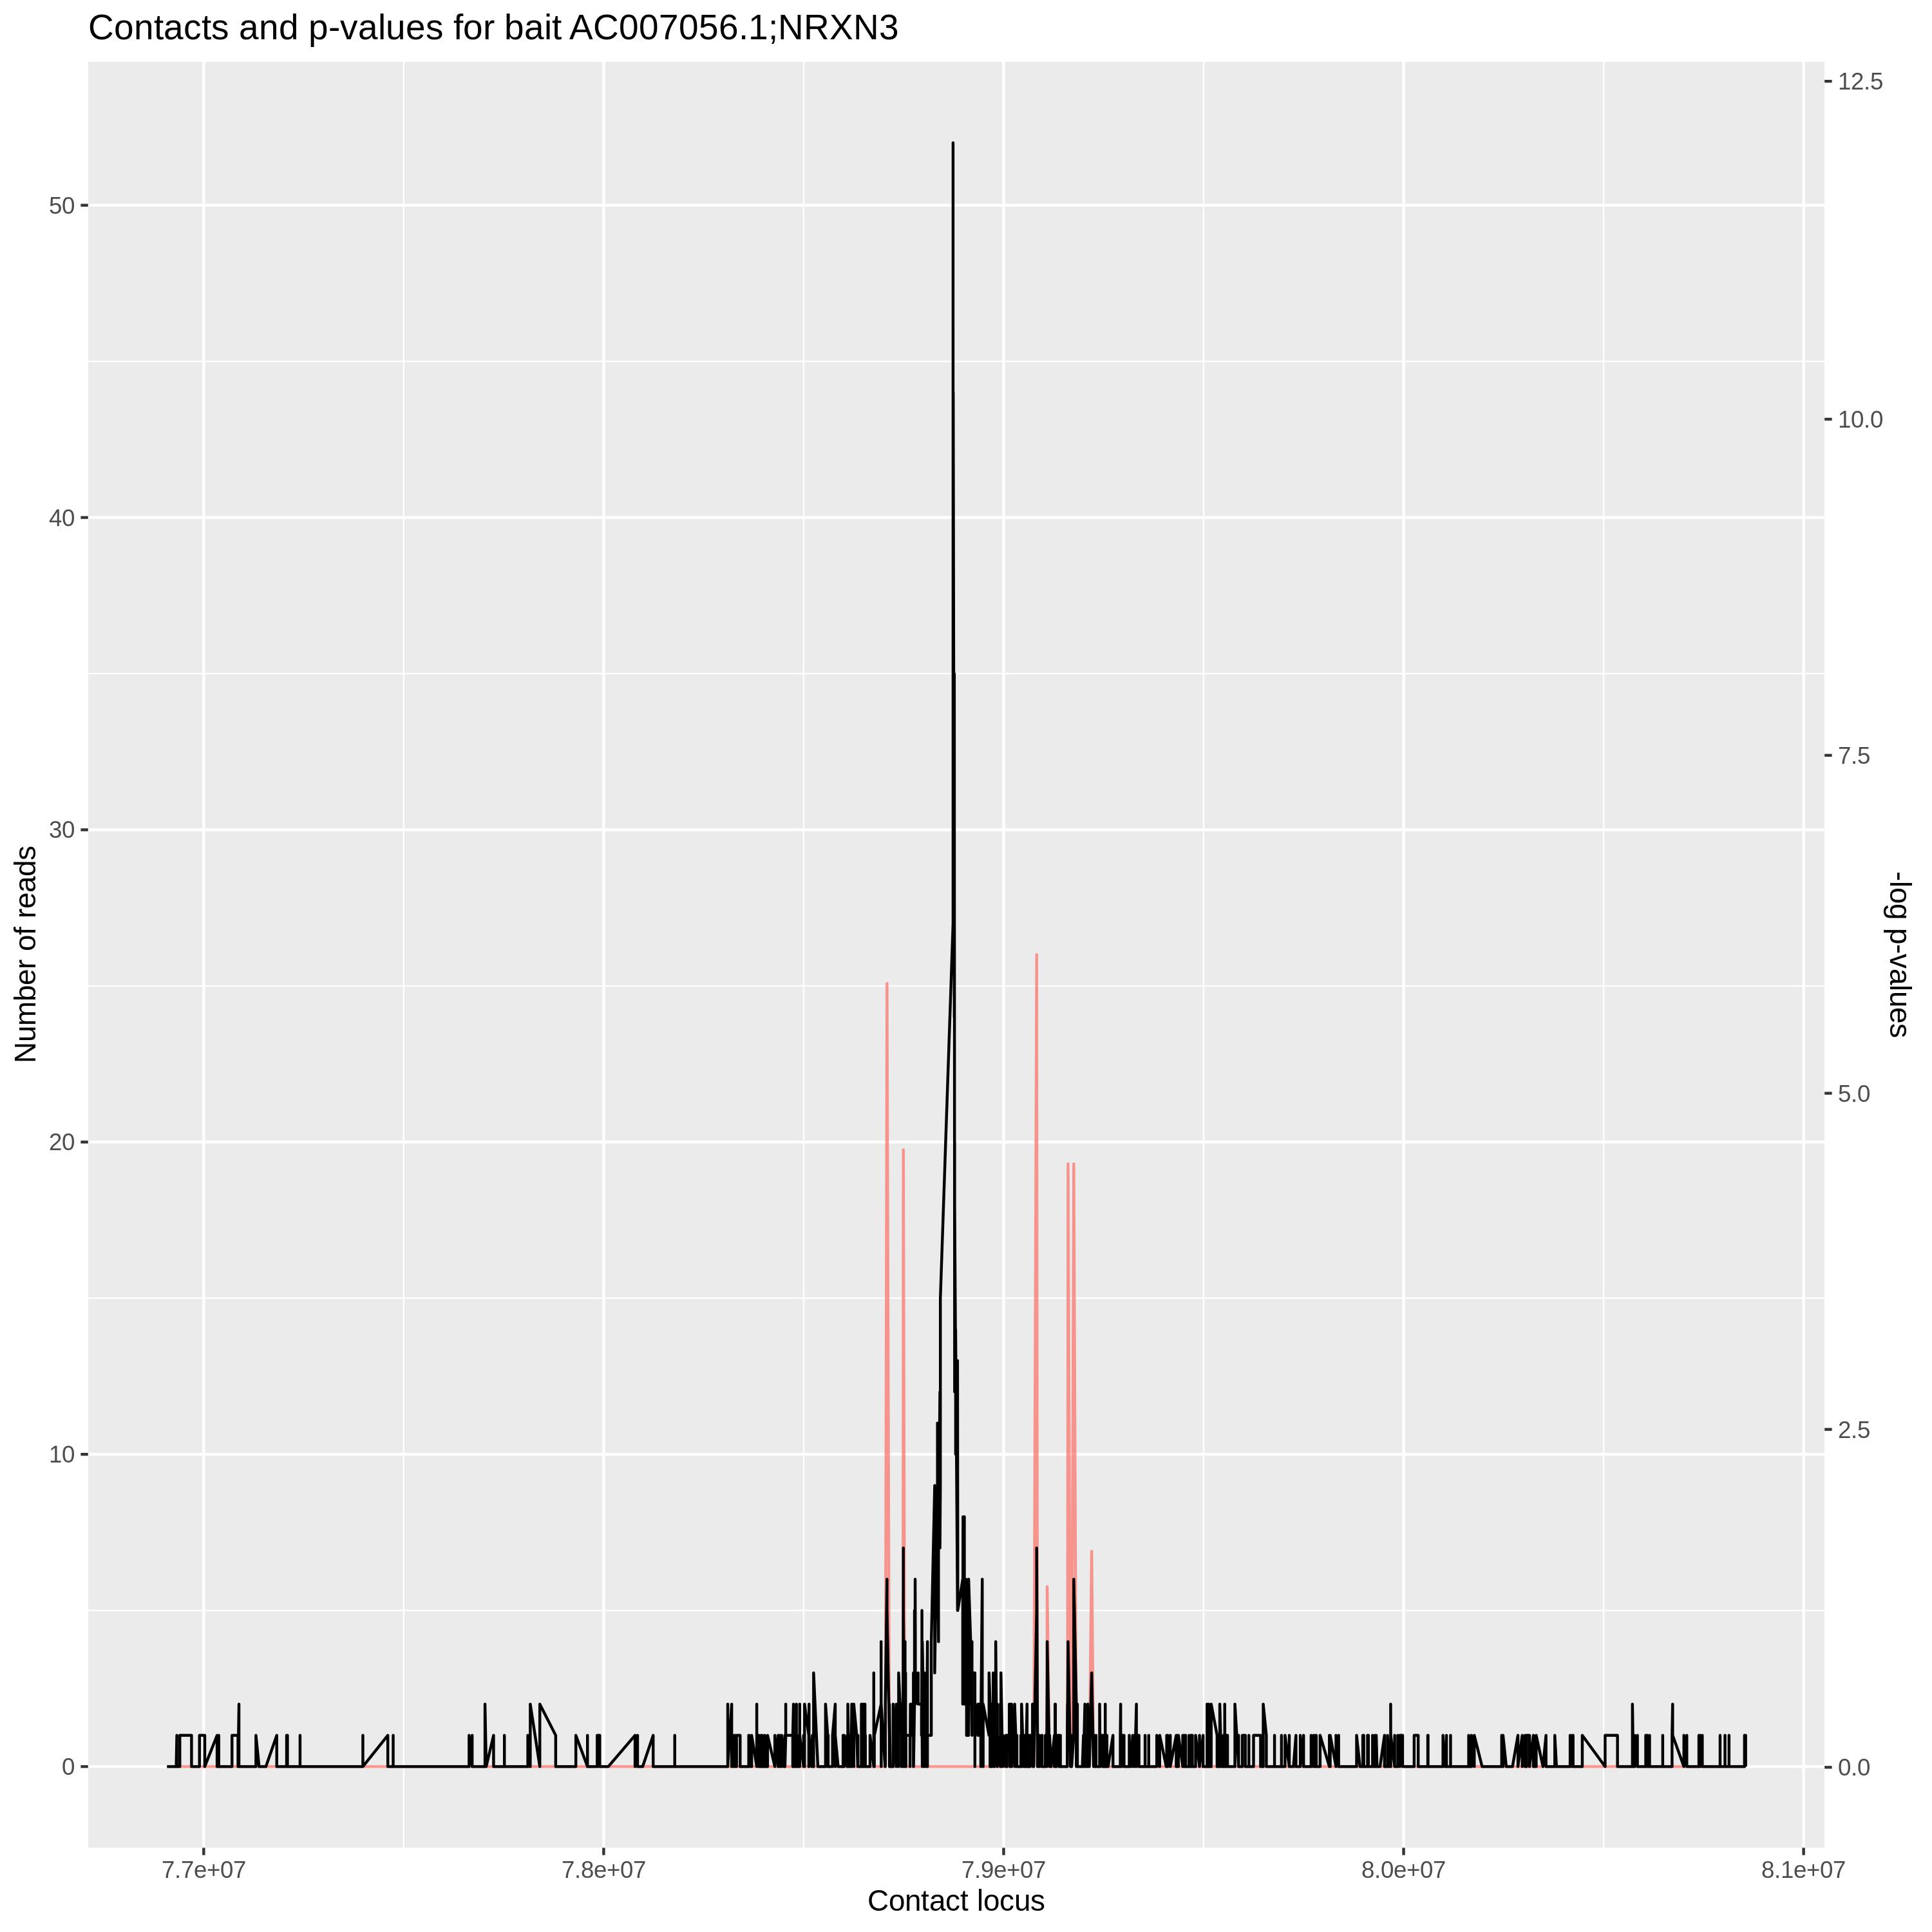 Contacts and p-values for bait AC007056.1;NRXN3
12.5
50
10.0
40
7.5
30
Number of reads
-log p-values
5.0
20
2.5
10
0
0.0
7.7e+07
7.8e+07
7.9e+07
8.0e+07
8.1e+07
Contact locus